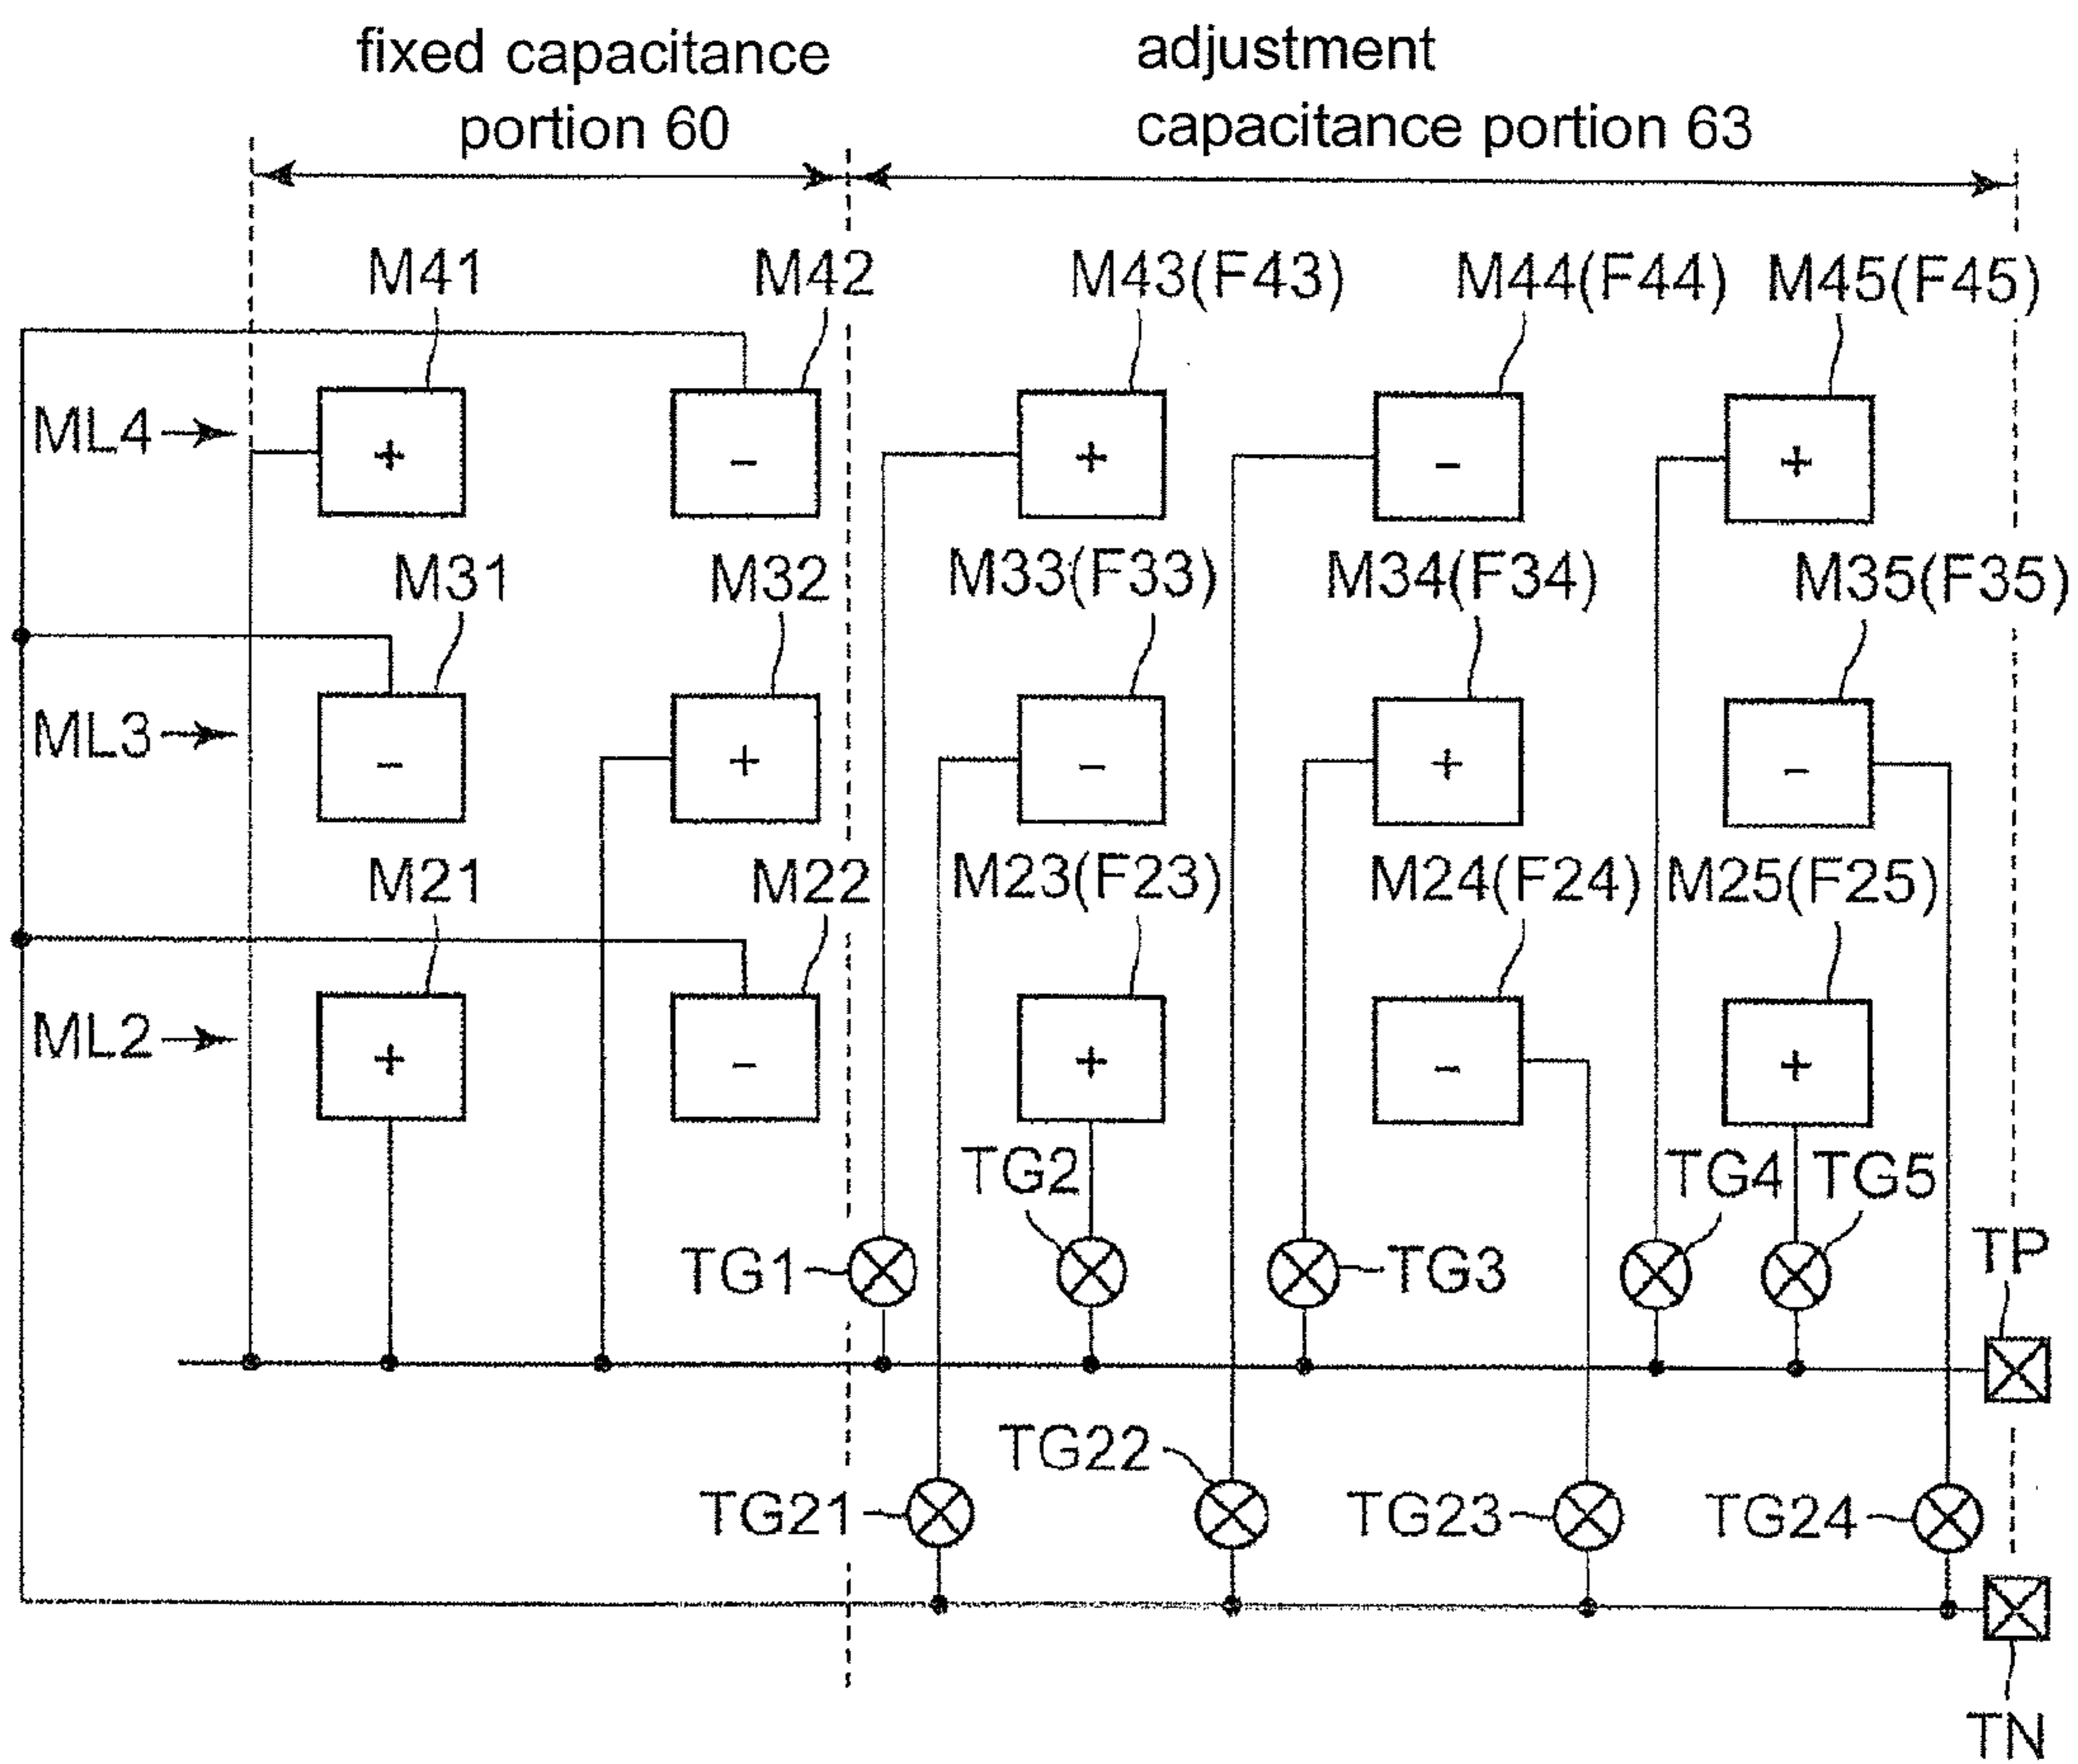 fixed capacitance
portion 60
adjustment
capacitance portion 63
M41
M42
M43(F43)
M44(F44)
M45(F45)
ML4
+
-
+
-
+
M31
M32
M33(F33)
M34(F34)
M35(F35)
ML3
-
+
-
+
-
M21
M22
M23(F23)
M24(F24)
M25(F25)
ML2
+
-
+
-
+
TG2
TG4
TG5
TG1
TG3
TP
TG22
TG21
TG23
TG24
TN